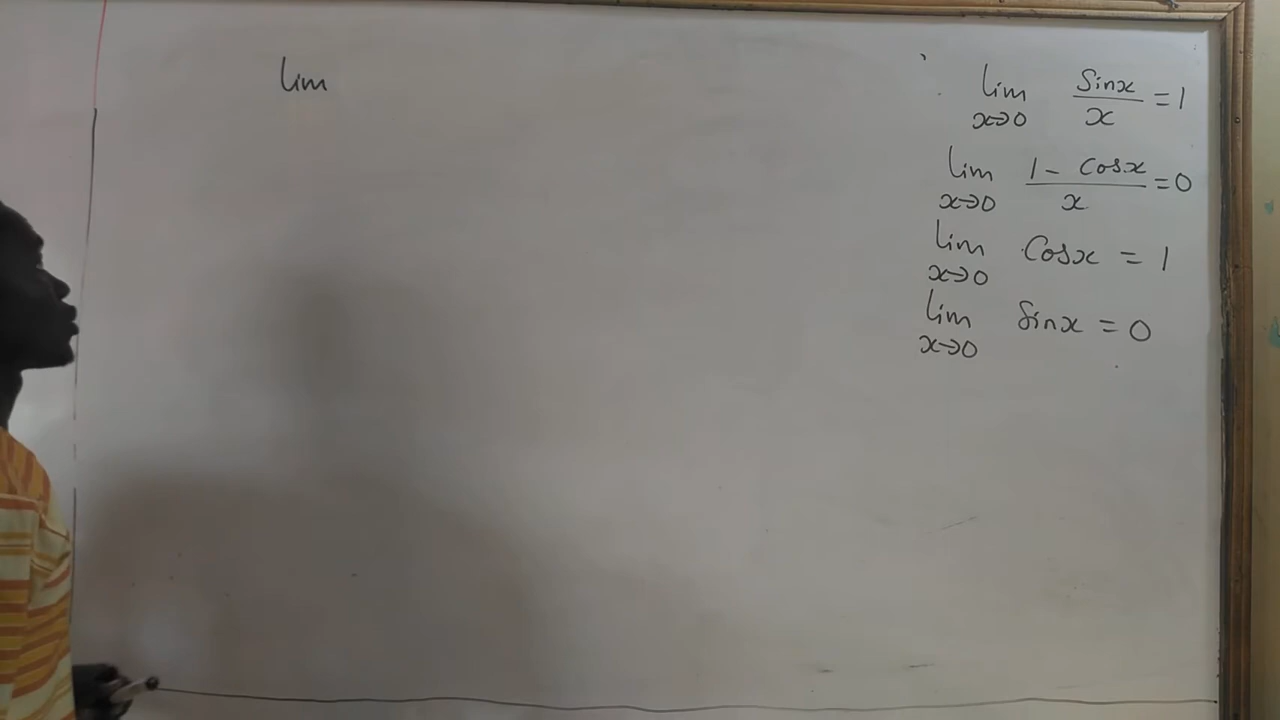 lim
lim x→0 Sinx/x = 1
lim x→0 1 - Cosx/x = 0
lim x→0 Cosx = 1
lim x→0 Sinx = 0